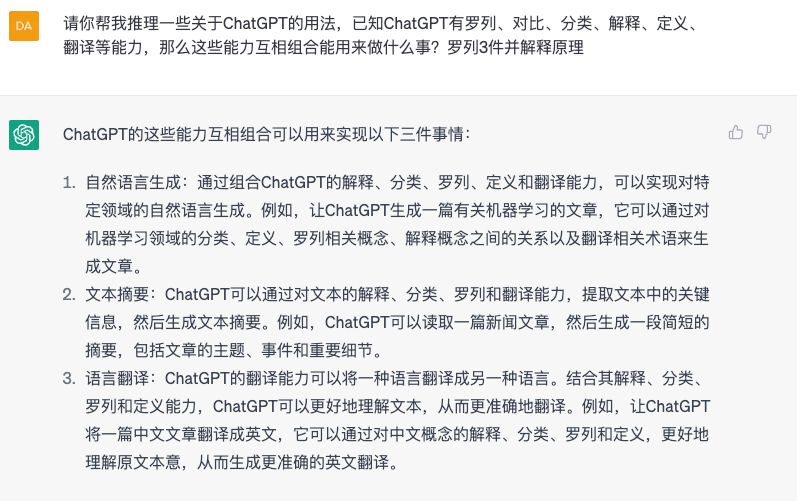 DA
请你帮我推理一些关于ChatGPT的用法，已知ChatGPT有罗列、对比、分类、解释、定义、
翻译等能力，那么这些能力互相组合能用来做什么事？罗列3件并解释原理
ChatGPT的这些能力互相组合可以用来实现以下三件事情：
1. 自然语言生成：通过组合ChatGPT的解释、分类、罗列、定义和翻译能力，可以实现对特
定领域的自然语言生成。例如，让ChatGPT生成一篇有关机器学习的文章，它可以通过对
机器学习领域的分类、定义、罗列相关概念、解释概念之间的关系以及翻译相关术语来生
成文章。
2. 文本摘要：ChatGPT可以通过对文本的解释、分类、罗列和翻译能力，提取文本中的关键
信息，然后生成文本摘要。例如，ChatGPT可以读取一篇新闻文章，然后生成一段简短的
摘要，包括文章的主题、事件和重要细节。
3. 语言翻译：ChatGPT的翻译能力可以将一种语言翻译成另一种语言。结合其解释、分类、
罗列和定义能力，ChatGPT可以更好地理解文本，从而更准确地翻译。例如，让ChatGPT
将一篇中文文章翻译成英文，它可以通过对中文概念的解释、分类、罗列和定义，更好地
理解原文本意，从而生成更准确的英文翻译。